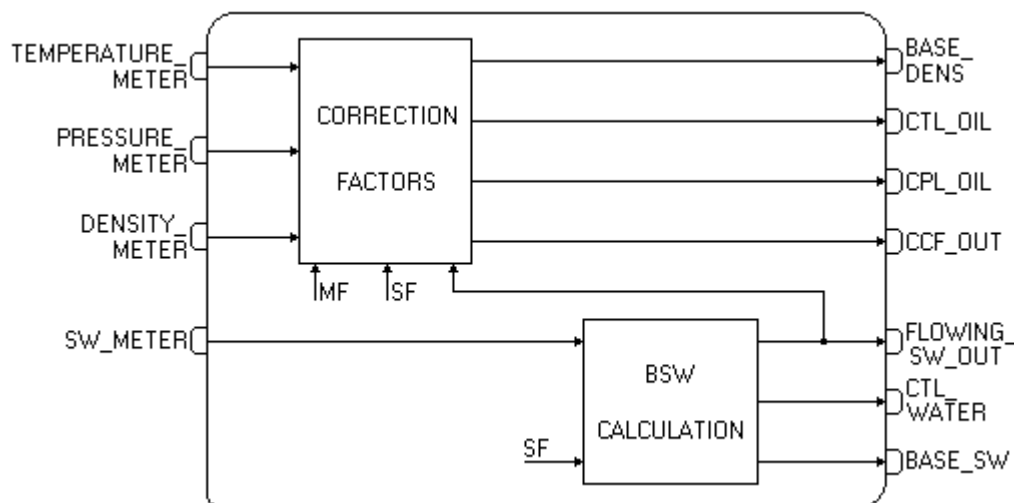 TEMPERATURE_
METER
PRESSURE_
METER
DENSITY_
METER
SW_METER
CORRECTION
FACTORS
MF
SF
BSW
CALCULATION
SF
BASE_
DENS
CTL_OIL
CPL_OIL
CCF_OUT
FLOWING_
SW_OUT
CTL_
WATER
BASE_SW